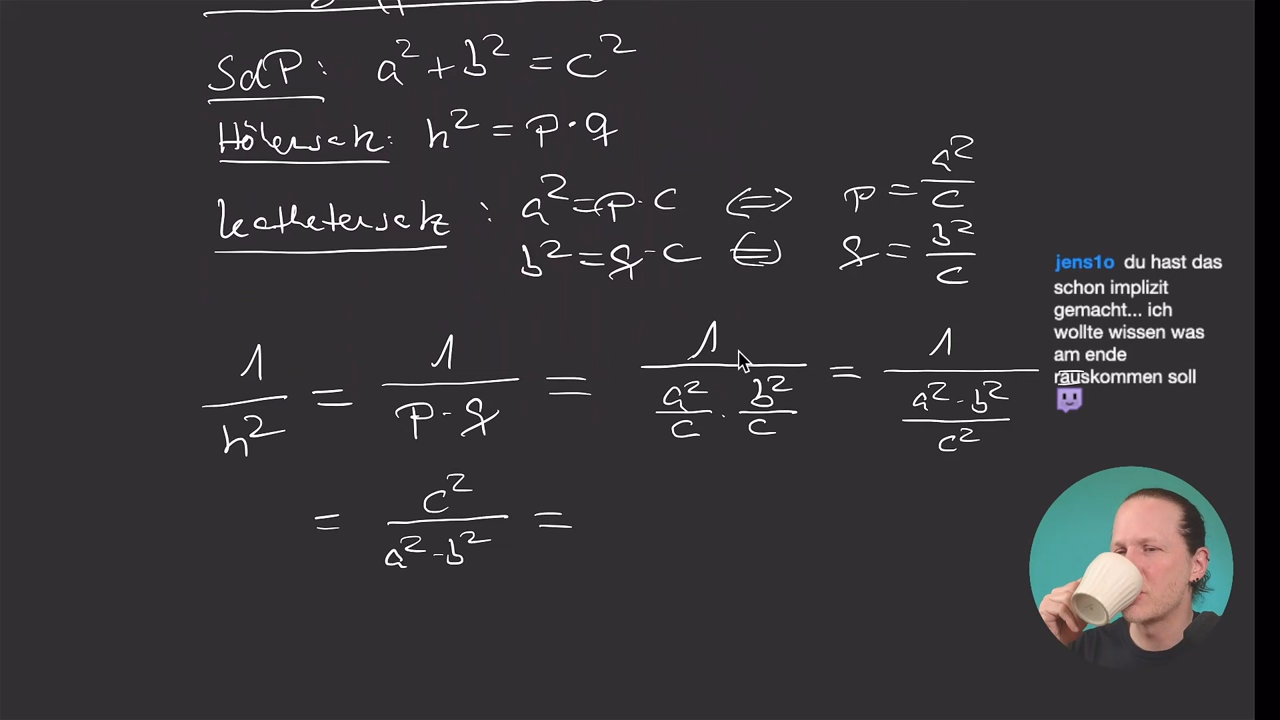 SdP: a² + b² = c²
Höhensatz: h² = p · q
Kathetensatz: a² = p · c ⇔ p = a²/c
b² = q · c ⇔ q = b²/c
jens1o du hast das
schon implizit
gemacht... ich
wollte wissen was
am ende
rauskommen soll
1/h² = 1/(p · q) = 1/(a²/c · b²/c) = 1/((a² · b²)/c²) =
= c²/(a² · b²) =